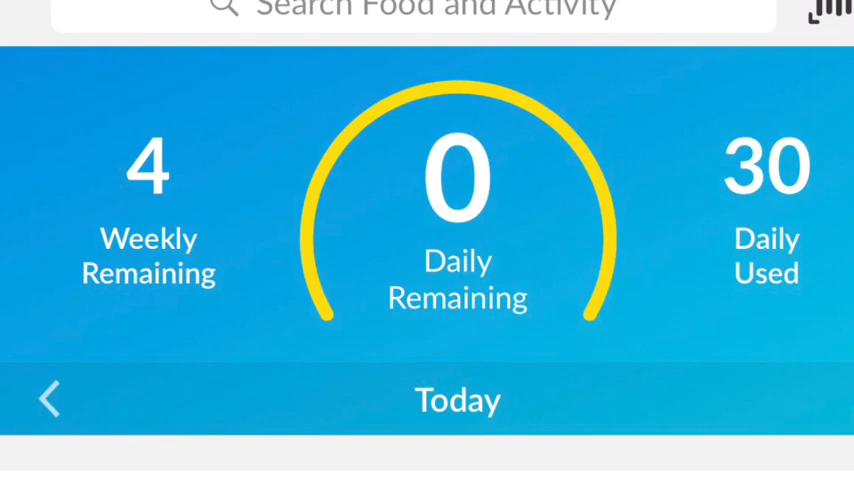 Search Food and Activity
4
Weekly
Remaining
0
Daily
Remaining
30
Daily
Used
Today